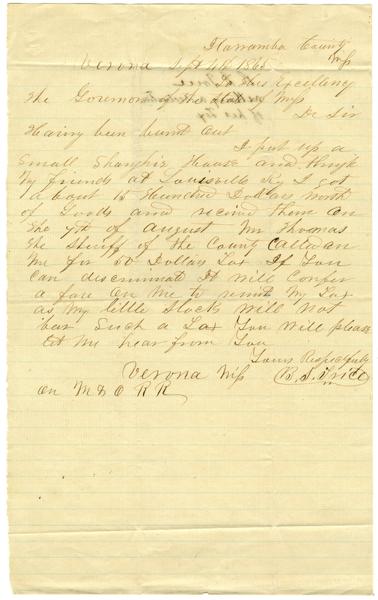 Itawamba County
Verona Sept 4th 1865 Miss
To His Excellency
The Governor of the State of Miss
Dr Sir
Having been burnt out
I put up a
Small Shanghie House and through
My friends at Louisville Ky I got
about 15 Hundred Dollars worth
of Goods and recieved them on
the 7th of August Mr Thomas
the Sheriff of the County Called on
Me for 50 Dollars Tax If You
Can discriminate It will Confer
a favor on Me to remit My Tax
as My little Stock will not
bar Such a Tax You will please
let Me hear from You
Yours Respectfully
Verona Miss B. S.
on M & O R R